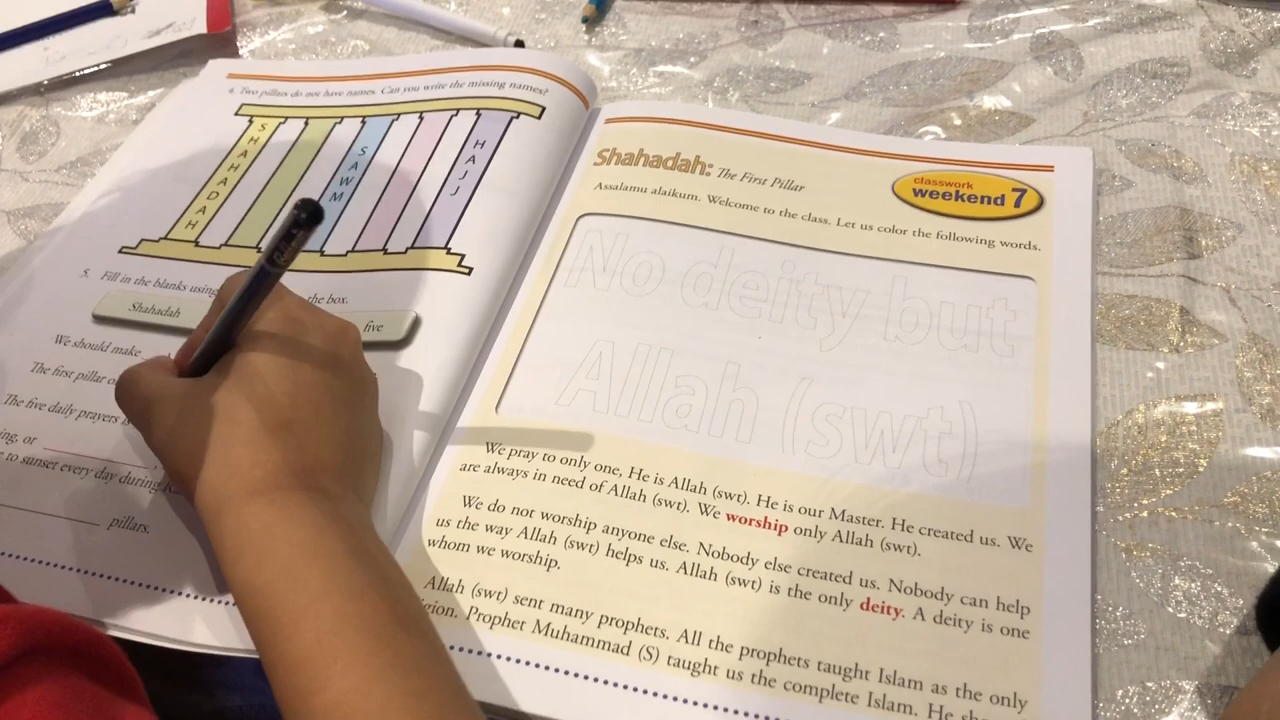 4. Two pillars do not have names. Can you write the missing names?
SHAHADAH
SAWM
HAJJ
5. Fill in the blanks using the box.
Shahadah five
We should make
The first pillar
The five daily prayers
ing, or
to sunset every day during
pillars.
Shahadah: The First Pillar
classwork
weekend 7
Assalamu alaikum. Welcome to the class. Let us color the following words.
No deity but
Allah (swt)
We pray to only one, He is Allah (swt). He is our Master. He created us. We
are always in need of Allah (swt). We worship only Allah (swt).
We do not worship anyone else. Nobody else created us. Nobody can help
us the way Allah (swt) helps us. Allah (swt) is the only deity. A deity is one
whom we worship.
Allah (swt) sent many prophets. All the prophets taught Islam as the only
igion. Prophet Muhammad (S) taught us the complete Islam. He